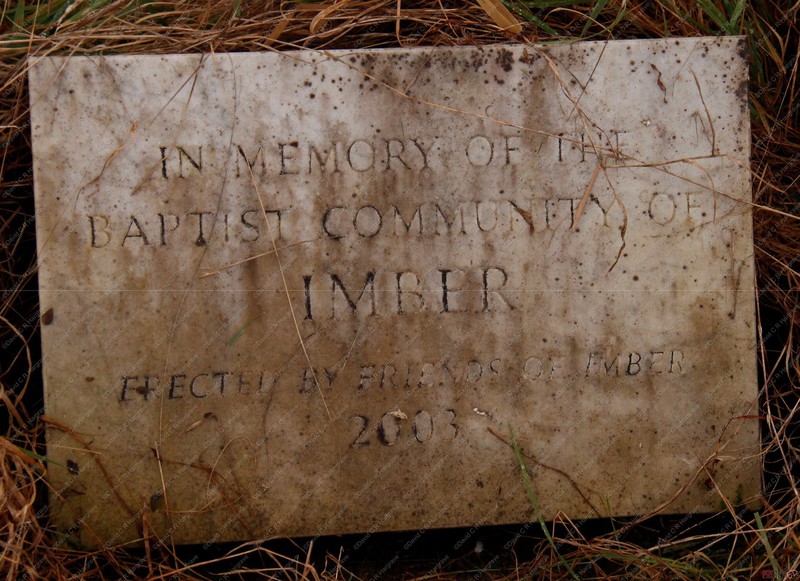 IN MEMORY OF THE
BAPTIST COMMUNITY OF
IMBER
ERECTED BY FRIENDS OF IMBER
2003